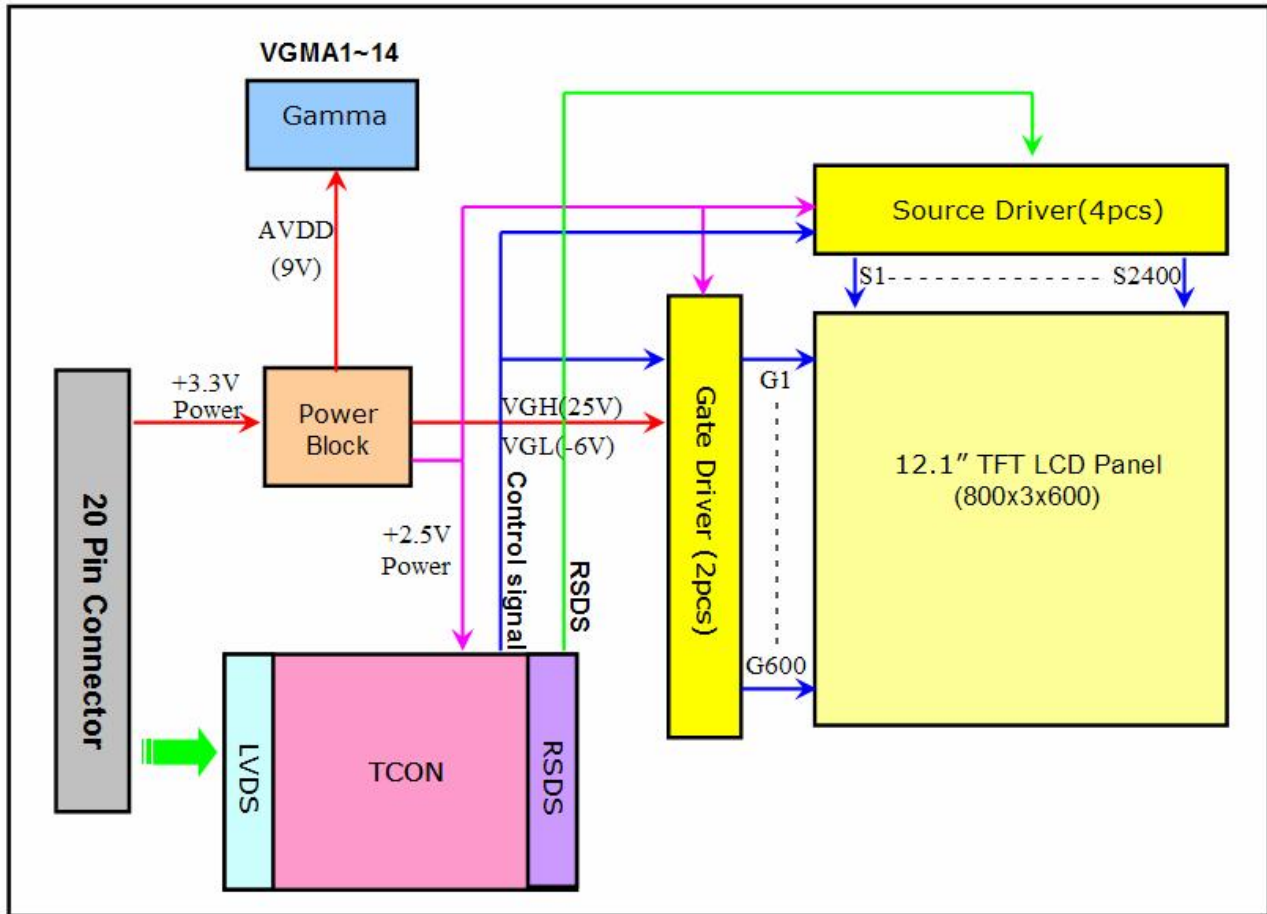 VGMA1~14
Gamma
AVDD
(9V)
Source Driver(4pcs)
S1
S2400
+3.3V
Power
Power
Block
VGH(25V)
VGL(-6V)
Gate Driver (2pcs)
G1
G600
12.1″ TFT LCD Panel
(800x3x600)
20 Pin Connector
+2.5V
Power
Control signal
RSDS
LVDS
TCON
RSDS